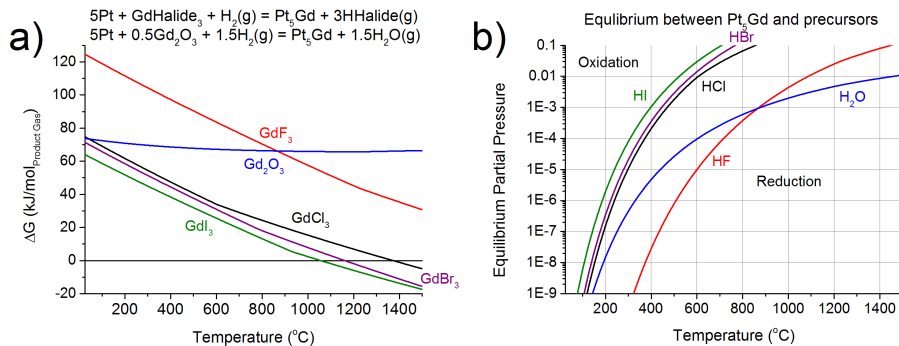 a)
5Pt + GdHalide₃ + H₂(g) = Pt₅Gd + 3HHalide(g)
5Pt + 0.5Gd₂O₃ + 1.5H₂(g) = Pt₅Gd + 1.5H₂O(g)
ΔG (kJ/mol_Product Gas)
140
120
100
80
60
40
20
0
-20
GdF₃
Gd₂O₃
GdCl₃
GdI₃
GdBr₃
200 400 600 800 1000 1200 1400
Temperature (°C)
b)
Equlibrium between Pt₅Gd and precursors
Equilibrium Partial Pressure
0.1
0.01
1E-3
1E-4
1E-5
1E-6
1E-7
1E-8
1E-9
Oxidation
HBr
HI
HCl
H₂O
HF
Reduction
200 400 600 800 1000 1200 1400
Temperature (°C)